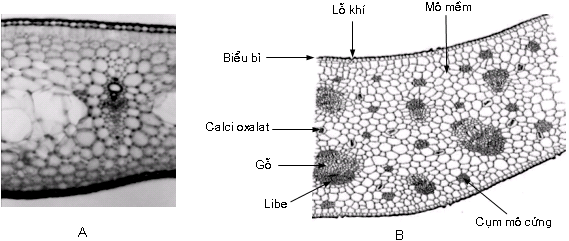 Lỗ khí
Mô mềm
Biểu bì
Calci oxalat
Gỗ
Libe
Cụm mô cứng
A
B